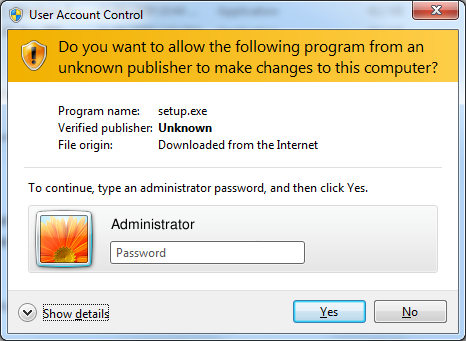 User Account Control
Do you want to allow the following program from an
unknown publisher to make changes to this computer?
Program name: setup.exe
Verified publisher: Unknown
File origin: Downloaded from the Internet
To continue, type an administrator password, and then click Yes.
Administrator
Password
Show details
Yes
No